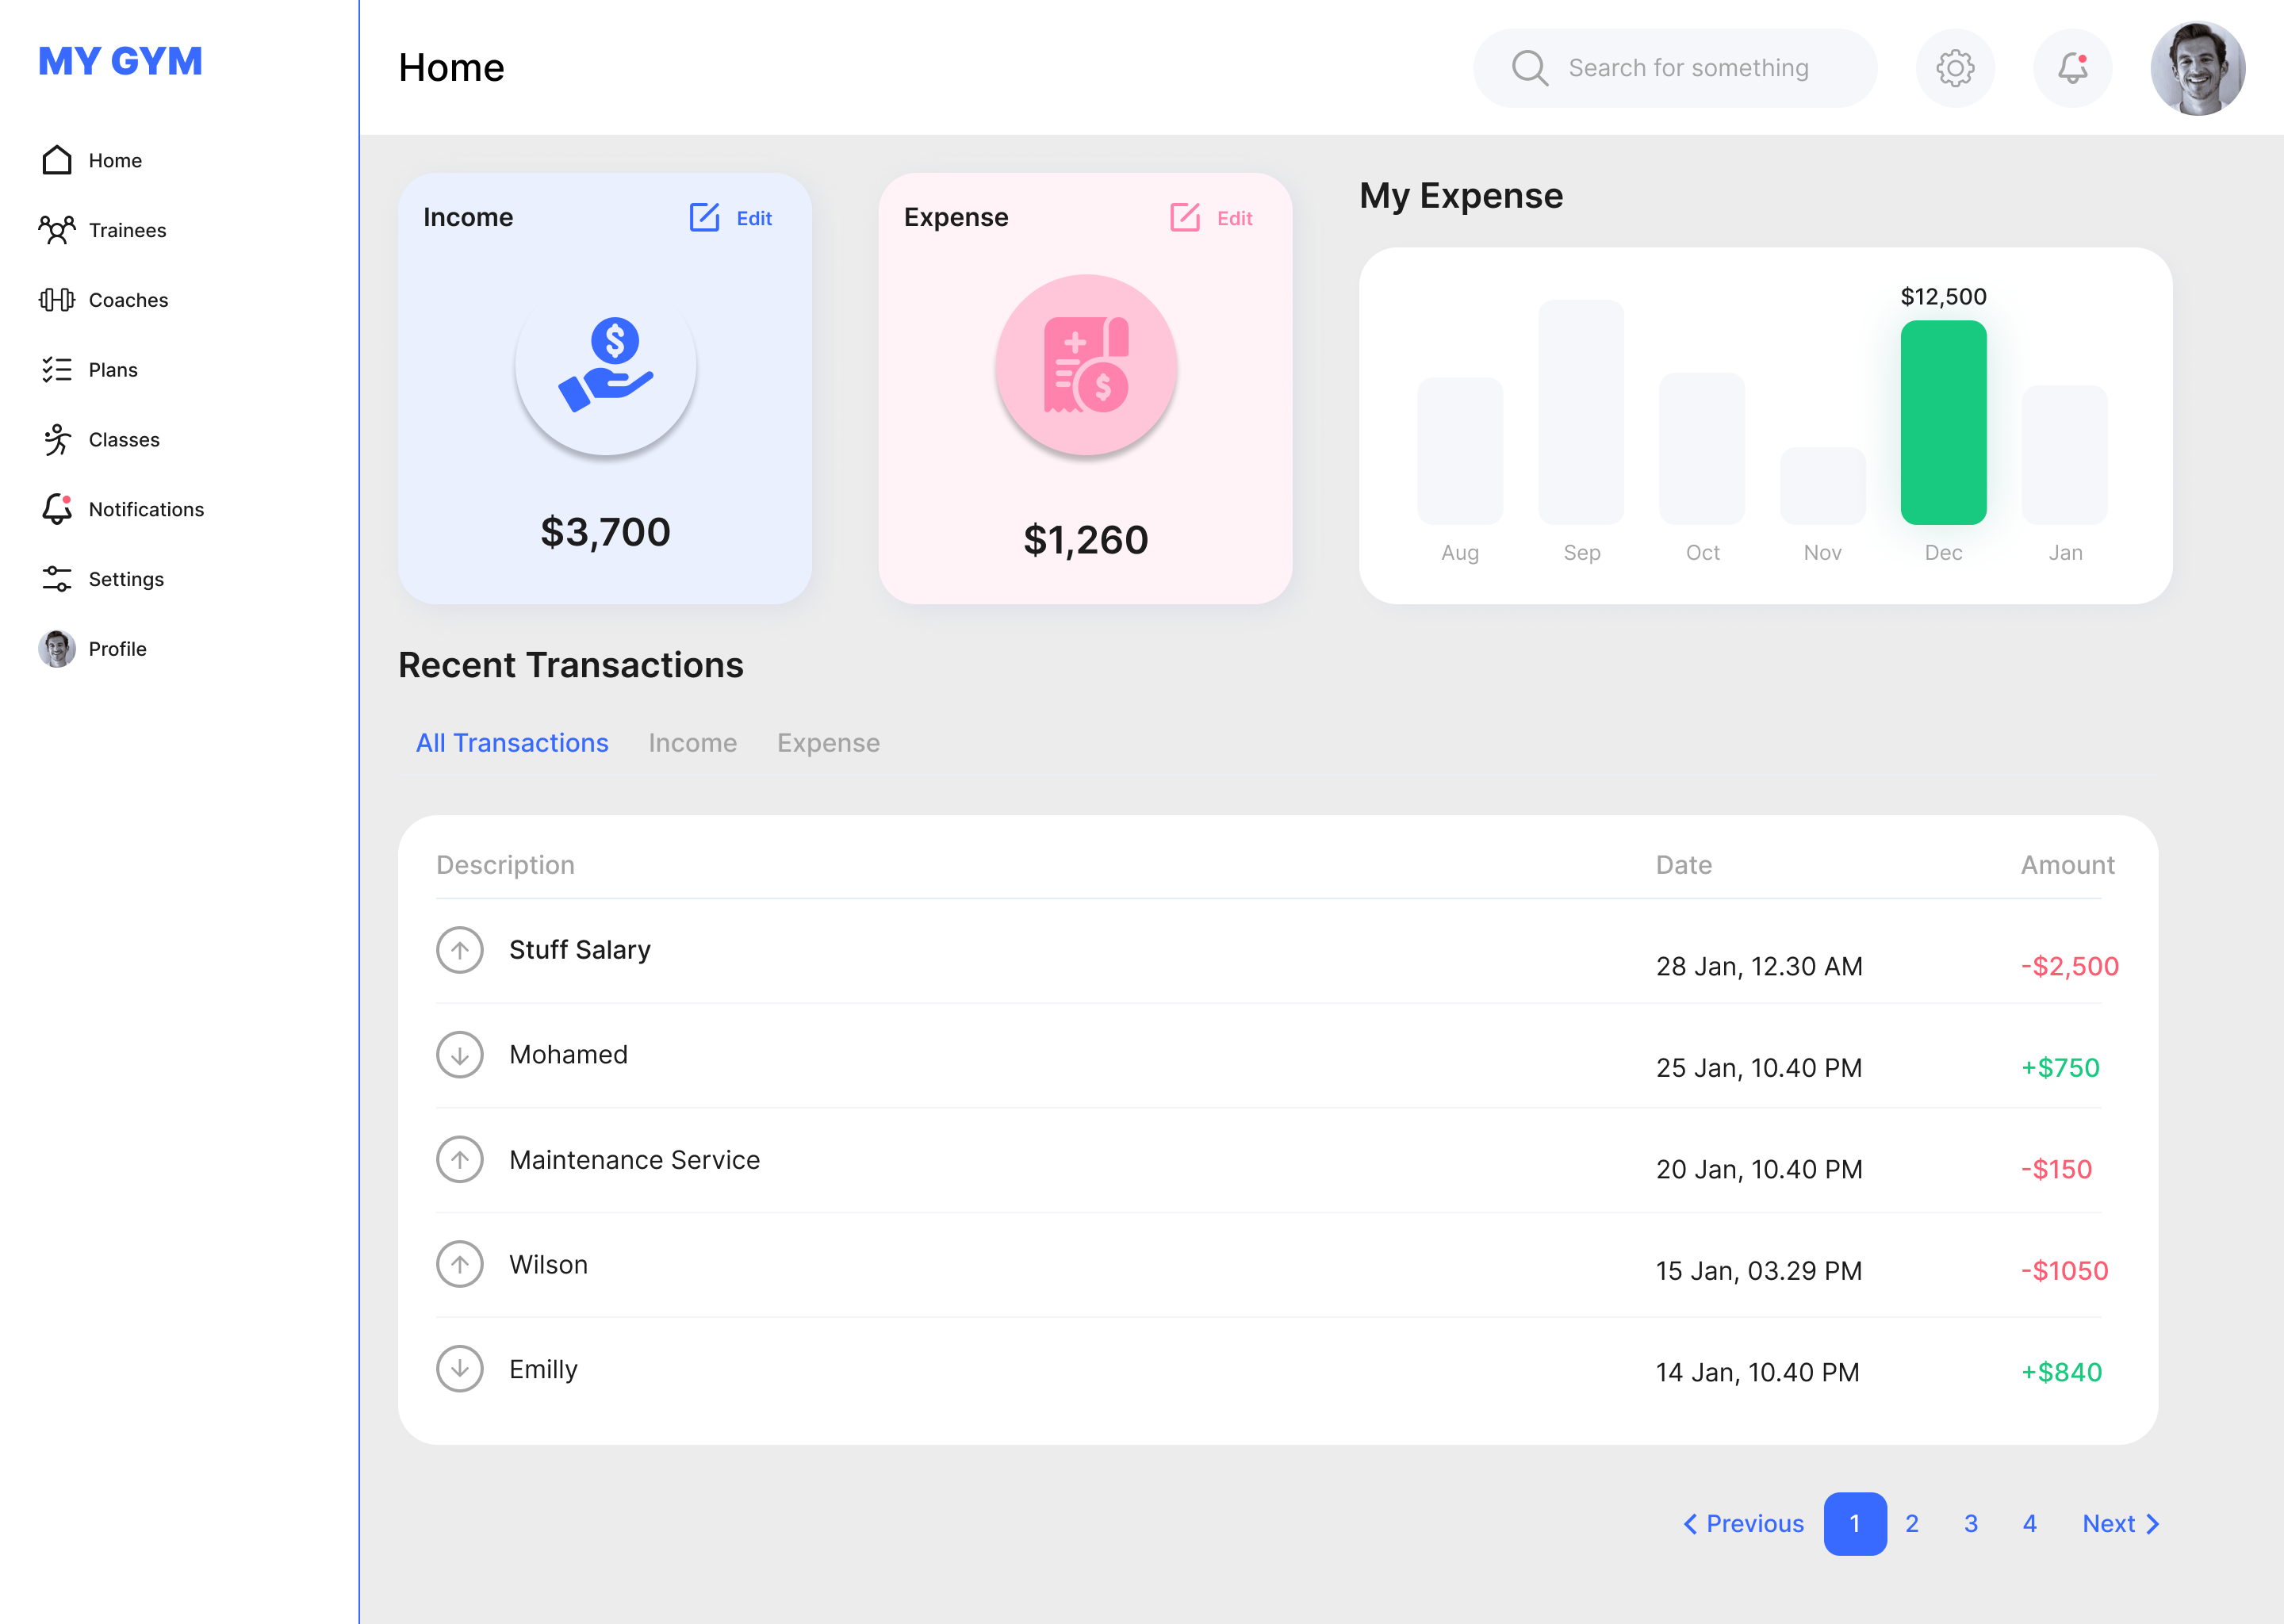 MY GYM
Home
Trainees
Coaches
Plans
Classes
Notifications
Settings
Profile
Home
Search for something
Income
Edit
$3,700
Expense
Edit
$1,260
My Expense
$12,500
Aug Sep Oct Nov Dec Jan
Recent Transactions
All Transactions Income Expense
Description Date Amount
Stuff Salary 28 Jan, 12.30 AM -$2,500
Mohamed 25 Jan, 10.40 PM +$750
Maintenance Service 20 Jan, 10.40 PM -$150
Wilson 15 Jan, 03.29 PM -$1050
Emilly 14 Jan, 10.40 PM +$840
Previous 1 2 3 4 Next